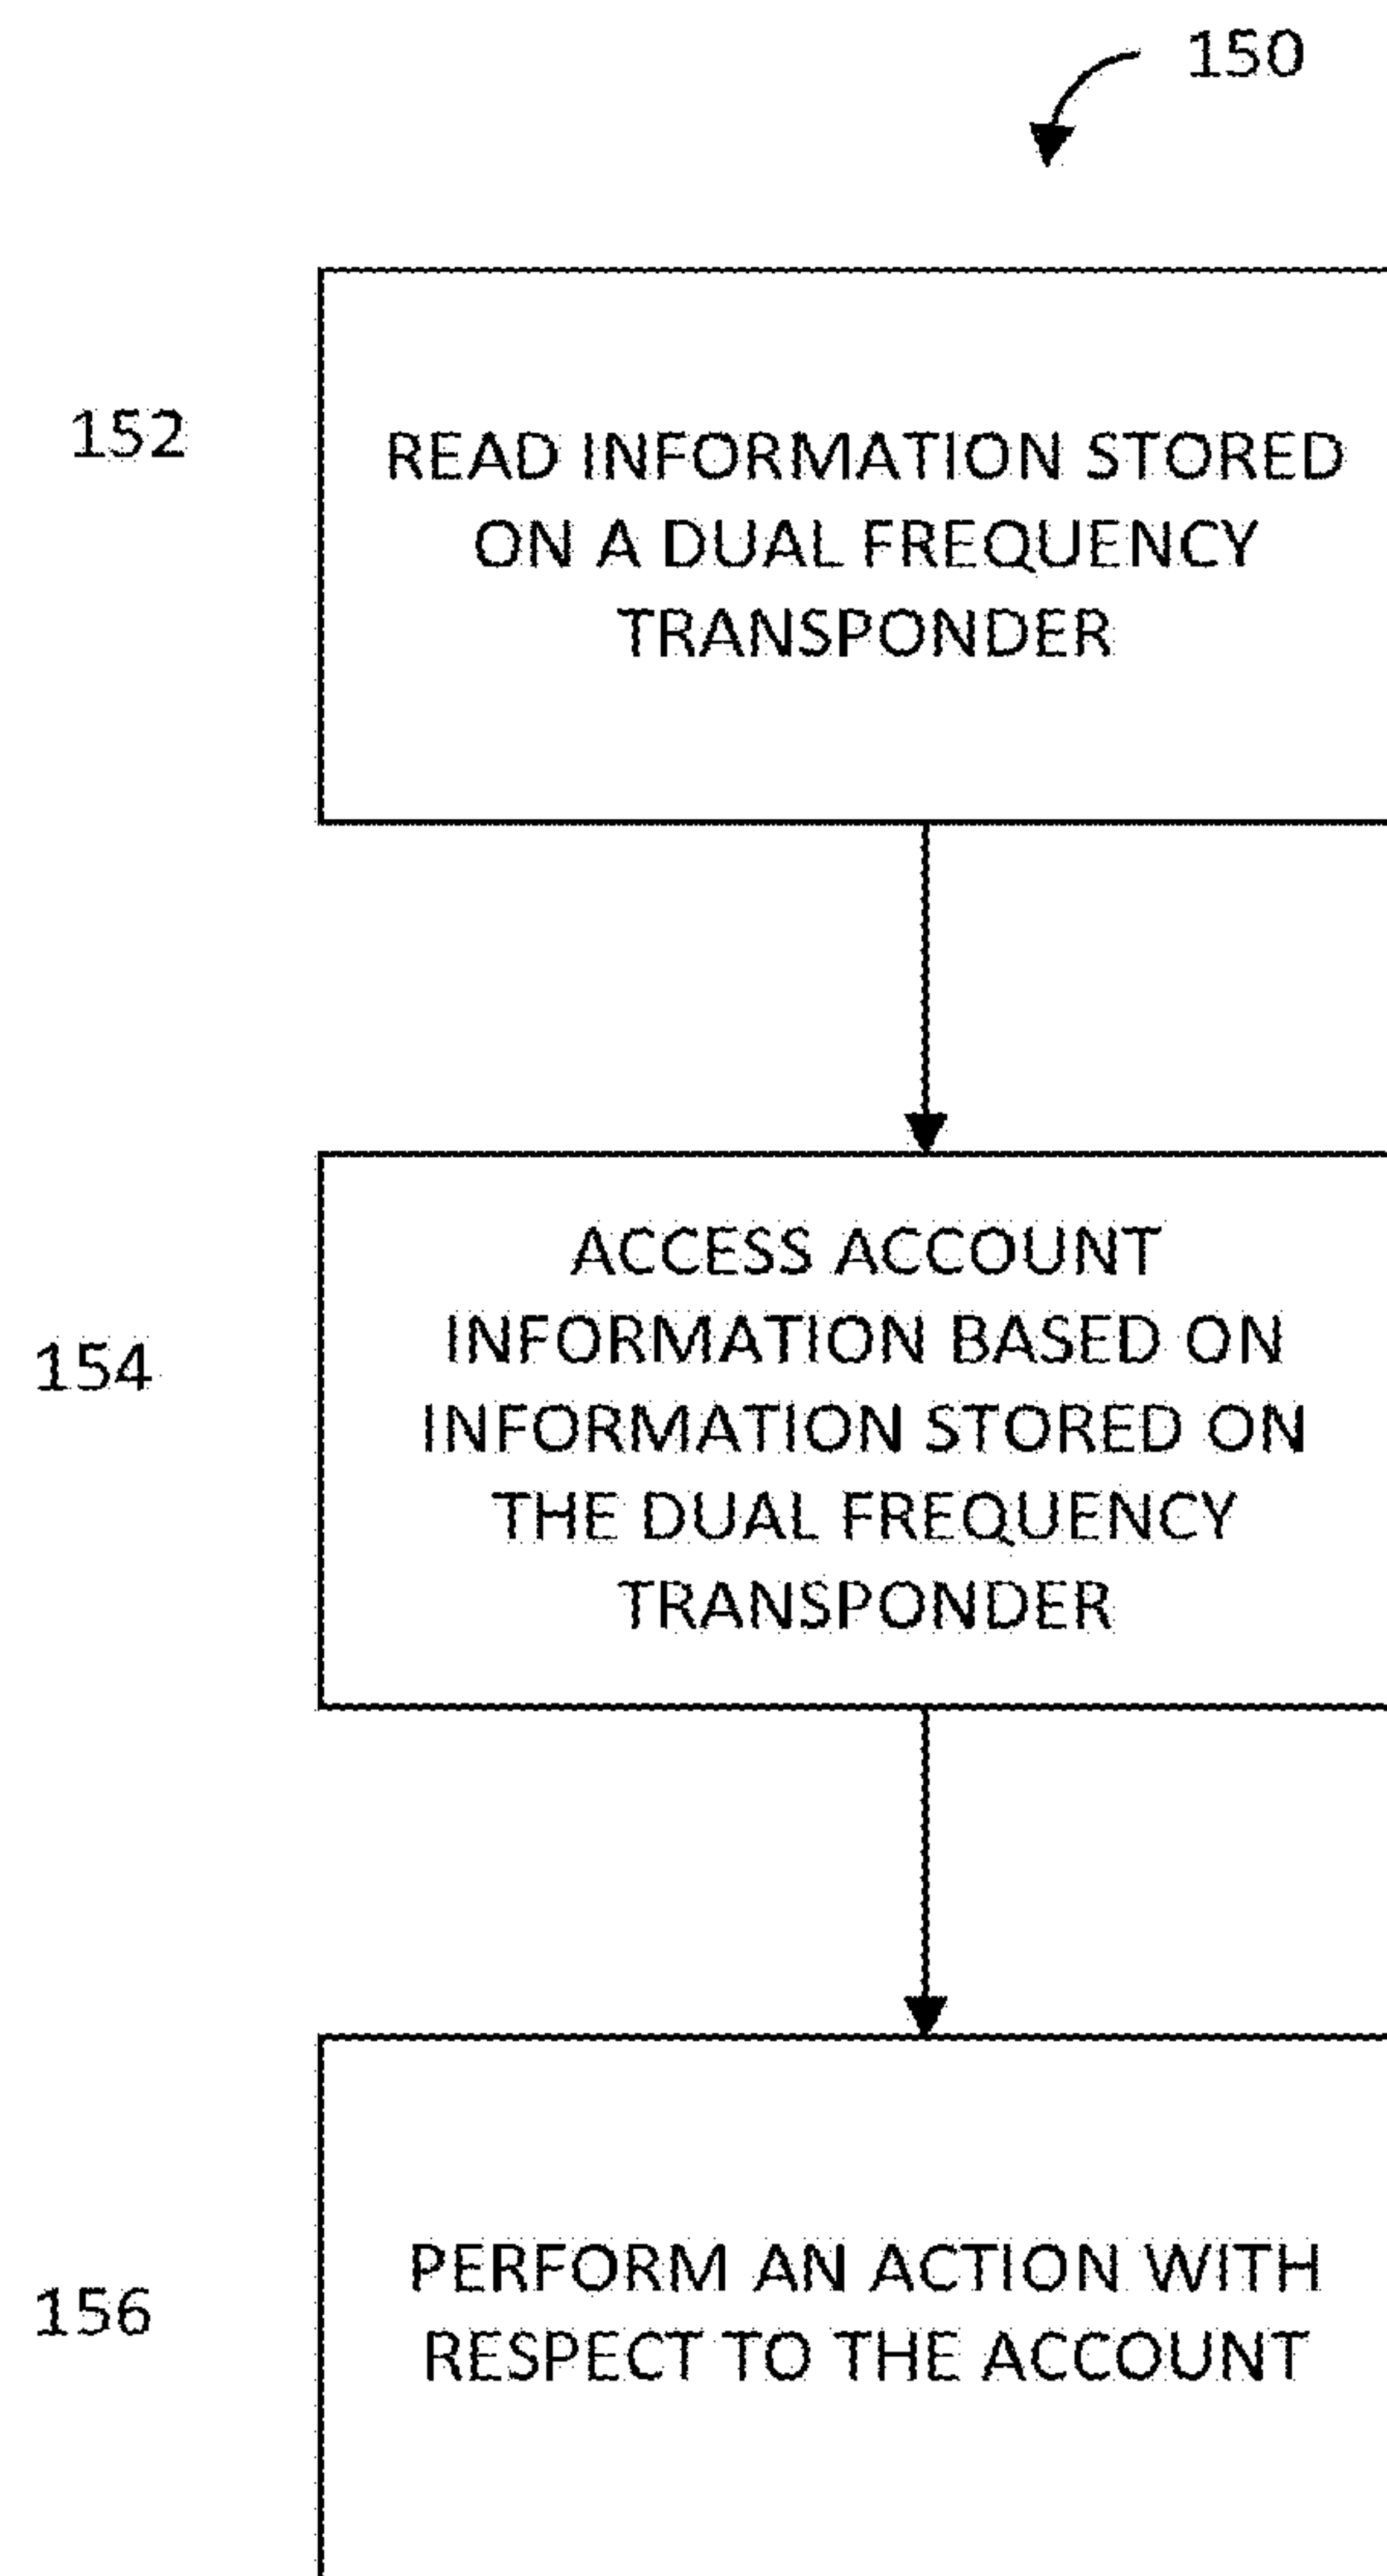 150
152
READ INFORMATION STORED
ON A DUAL FREQUENCY
TRANSPONDER
154
ACCESS ACCOUNT
INFORMATION BASED ON
INFORMATION STORED ON
THE DUAL FREQUENCY
TRANSPONDER
156
PERFORM AN ACTION WITH
RESPECT TO THE ACCOUNT